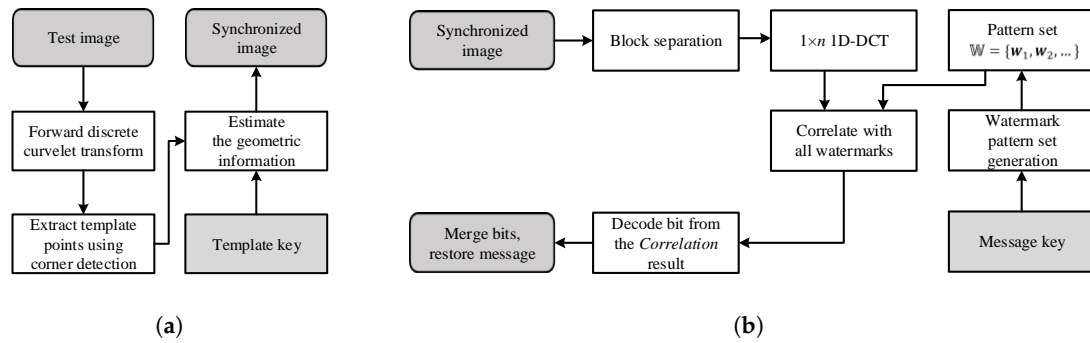 Test image
Forward discrete
curvelet transform
Extract template
points using
corner detection
Synchronized
image
Estimate
the geometric
information
Template key
(a)
Synchronized
image
Block separation
1×n 1D-DCT
Pattern set
𝕎 = {w₁, w₂, …}
Correlate with
all watermarks
Watermark
pattern set
generation
Merge bits,
restore message
Decode bit from
the Correlation
result
Message key
(b)